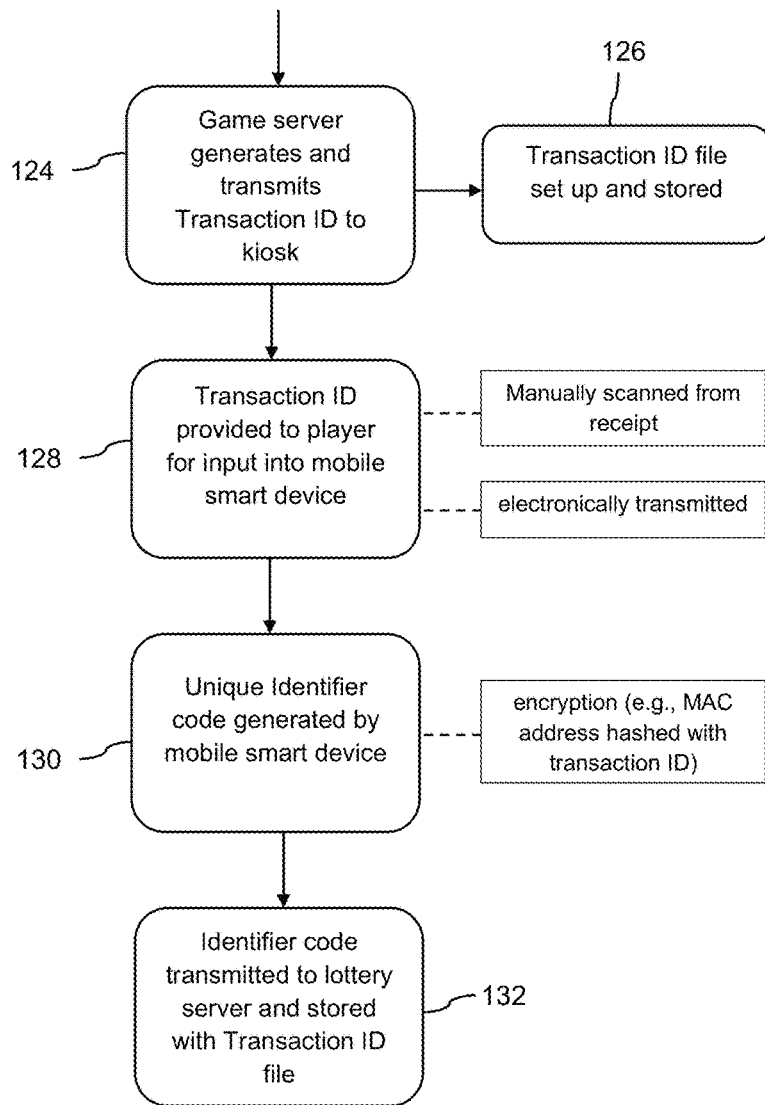 126
Game server
generates and
transmits
Transaction ID to
kiosk
124
Transaction ID file
set up and stored
Transaction ID
provided to player
for input into mobile
smart device
128
Manually scanned from
receipt
electronically transmitted
Unique Identifier
code generated by
mobile smart device
130
encryption (e.g., MAC
address hashed with
transaction ID)
Identifier code
transmitted to lottery
server and stored
with Transaction ID
file
132